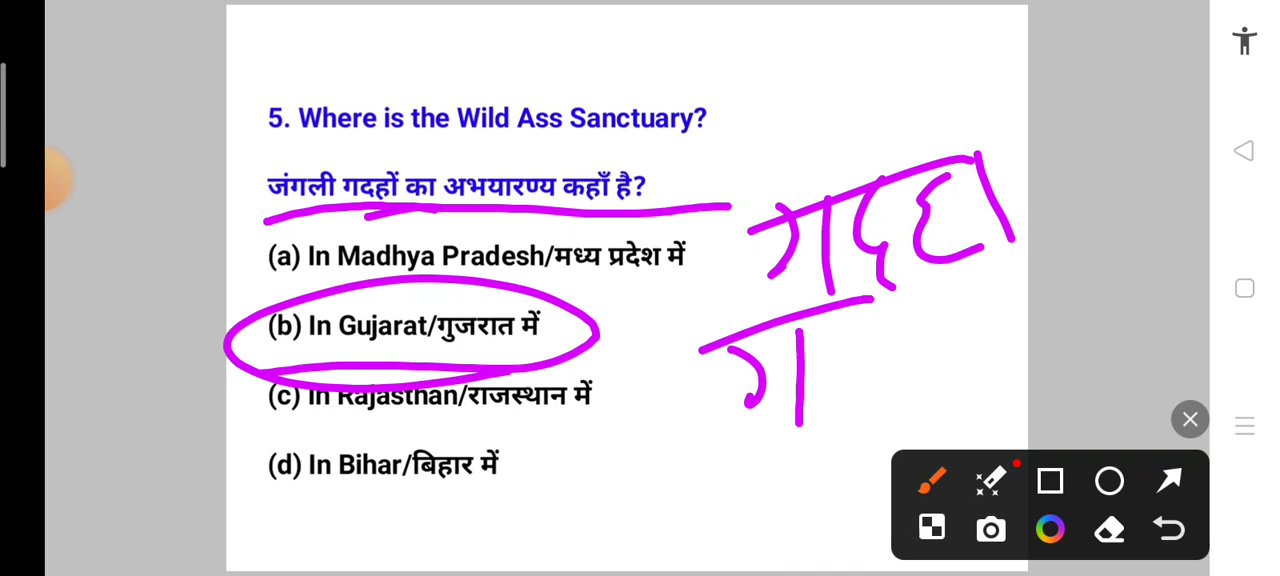 5. Where is the Wild Ass Sanctuary?
जंगली गदहों का अभयारण्य कहाँ है?
(a) In Madhya Pradesh/मध्य प्रदेश में
(b) In Gujarat/गुजरात में
(c) In Rajasthan/राजस्थान में
(d) In Bihar/बिहार में
गदहा
ग